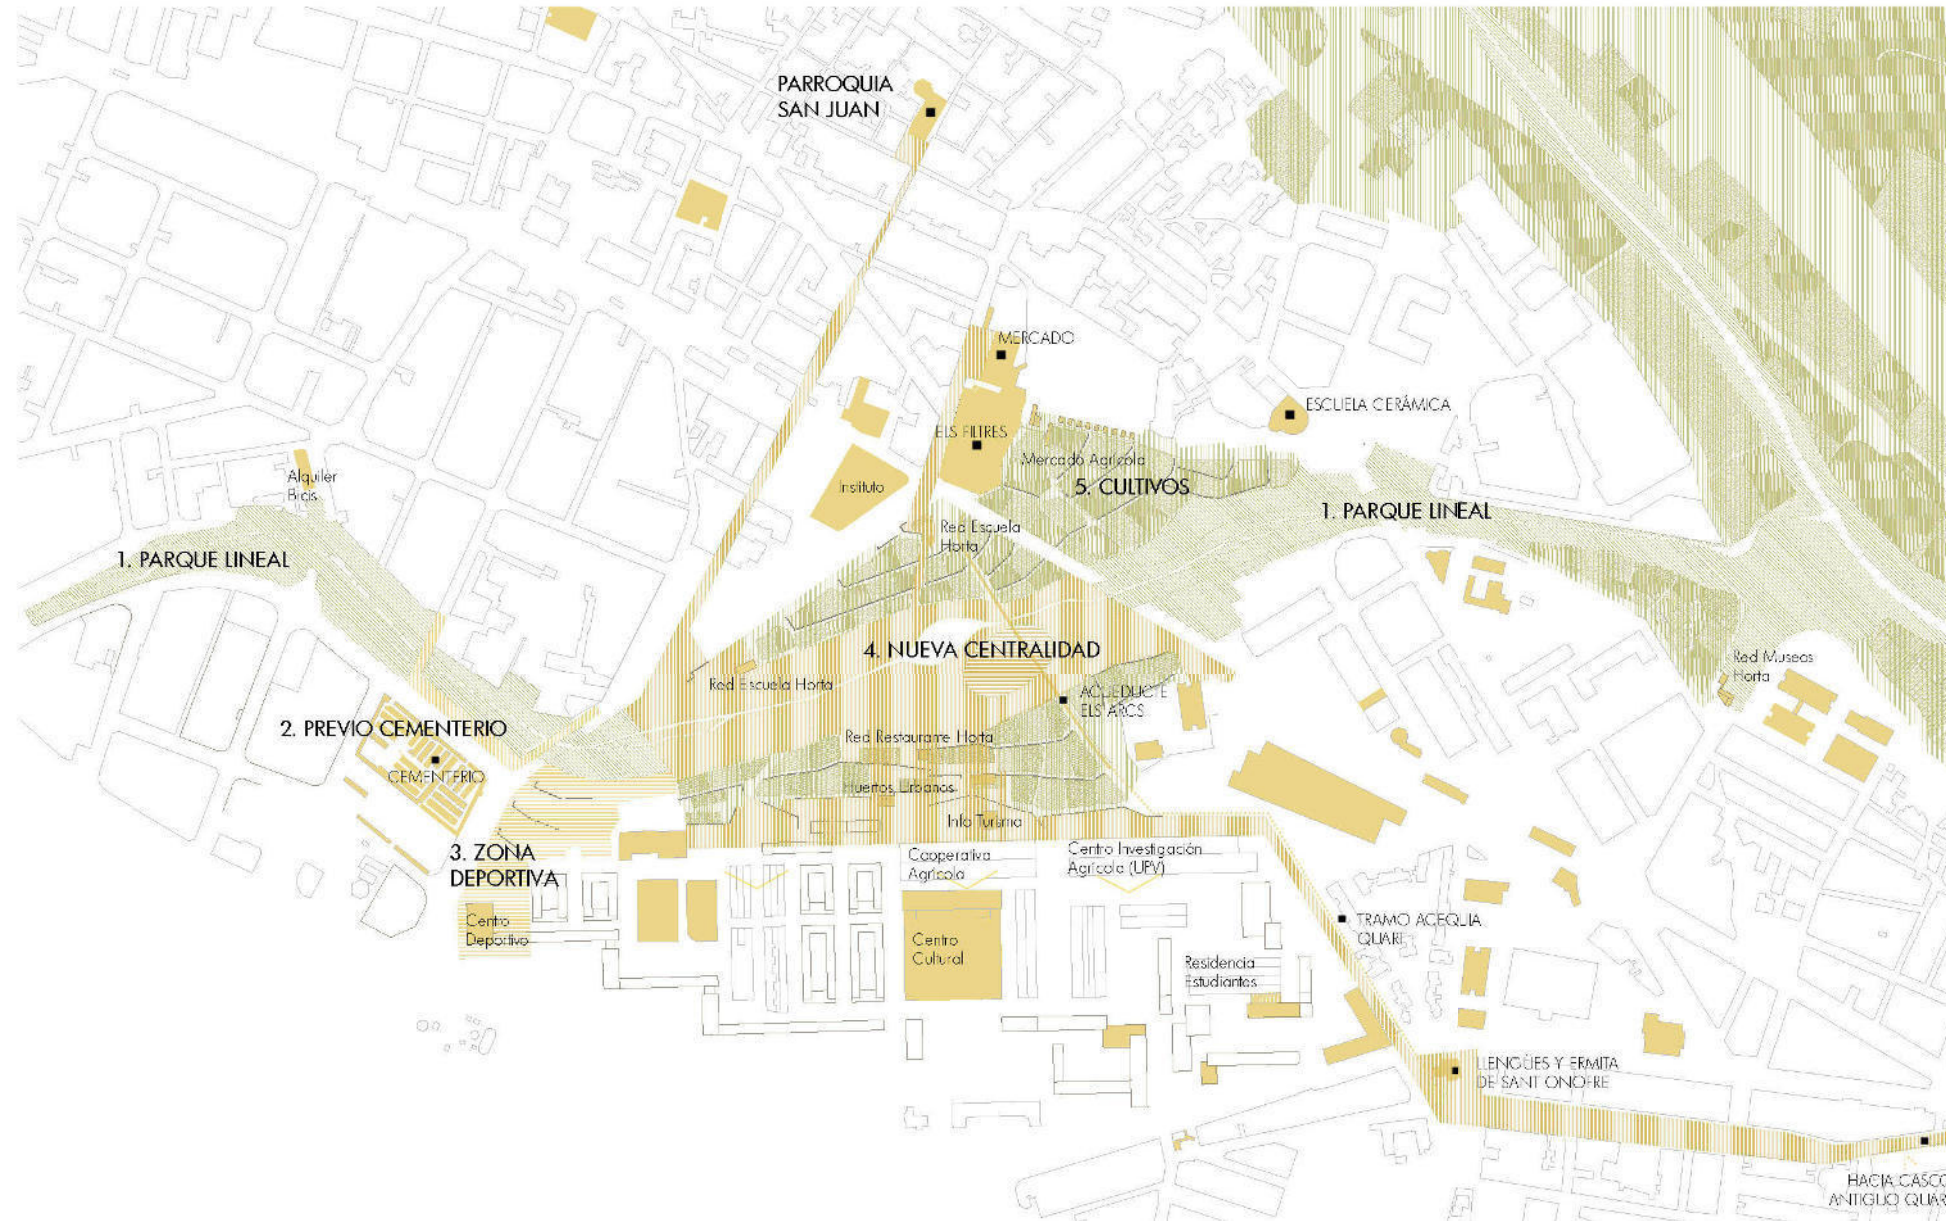 PARROQUIA
SAN JUAN
MERCADO
ESCUELA CERÁMICA
ELS FILTRES
Mercado Agrícola
Alquiler
Bicis
Instituto
5. CULTIVOS
1. PARQUE LINEAL
Red Escuela
Horta
1. PARQUE LINEAL
4. NUEVA CENTRALIDAD
Red Museos
Horta
Red Escuela Horta
ACUEDUCTE
ELS ARCS
2. PREVIO CEMENTERIO
Red Restaurante Horta
CEMENTERIO
Huertos Urbanos
Info Turismo
3. ZONA
DEPORTIVA
Cooperativa
Agrícola
Centro Investigación
Agrícola (UPV)
Centro
Deportivo
TRAMO ACEQUIA
QUART
Centro
Cultural
Residencia
Estudiantes
LLENGÜES Y ERMITA
DE SANT ONOFRE
HACIA CASCO
ANTIGUO QUAR